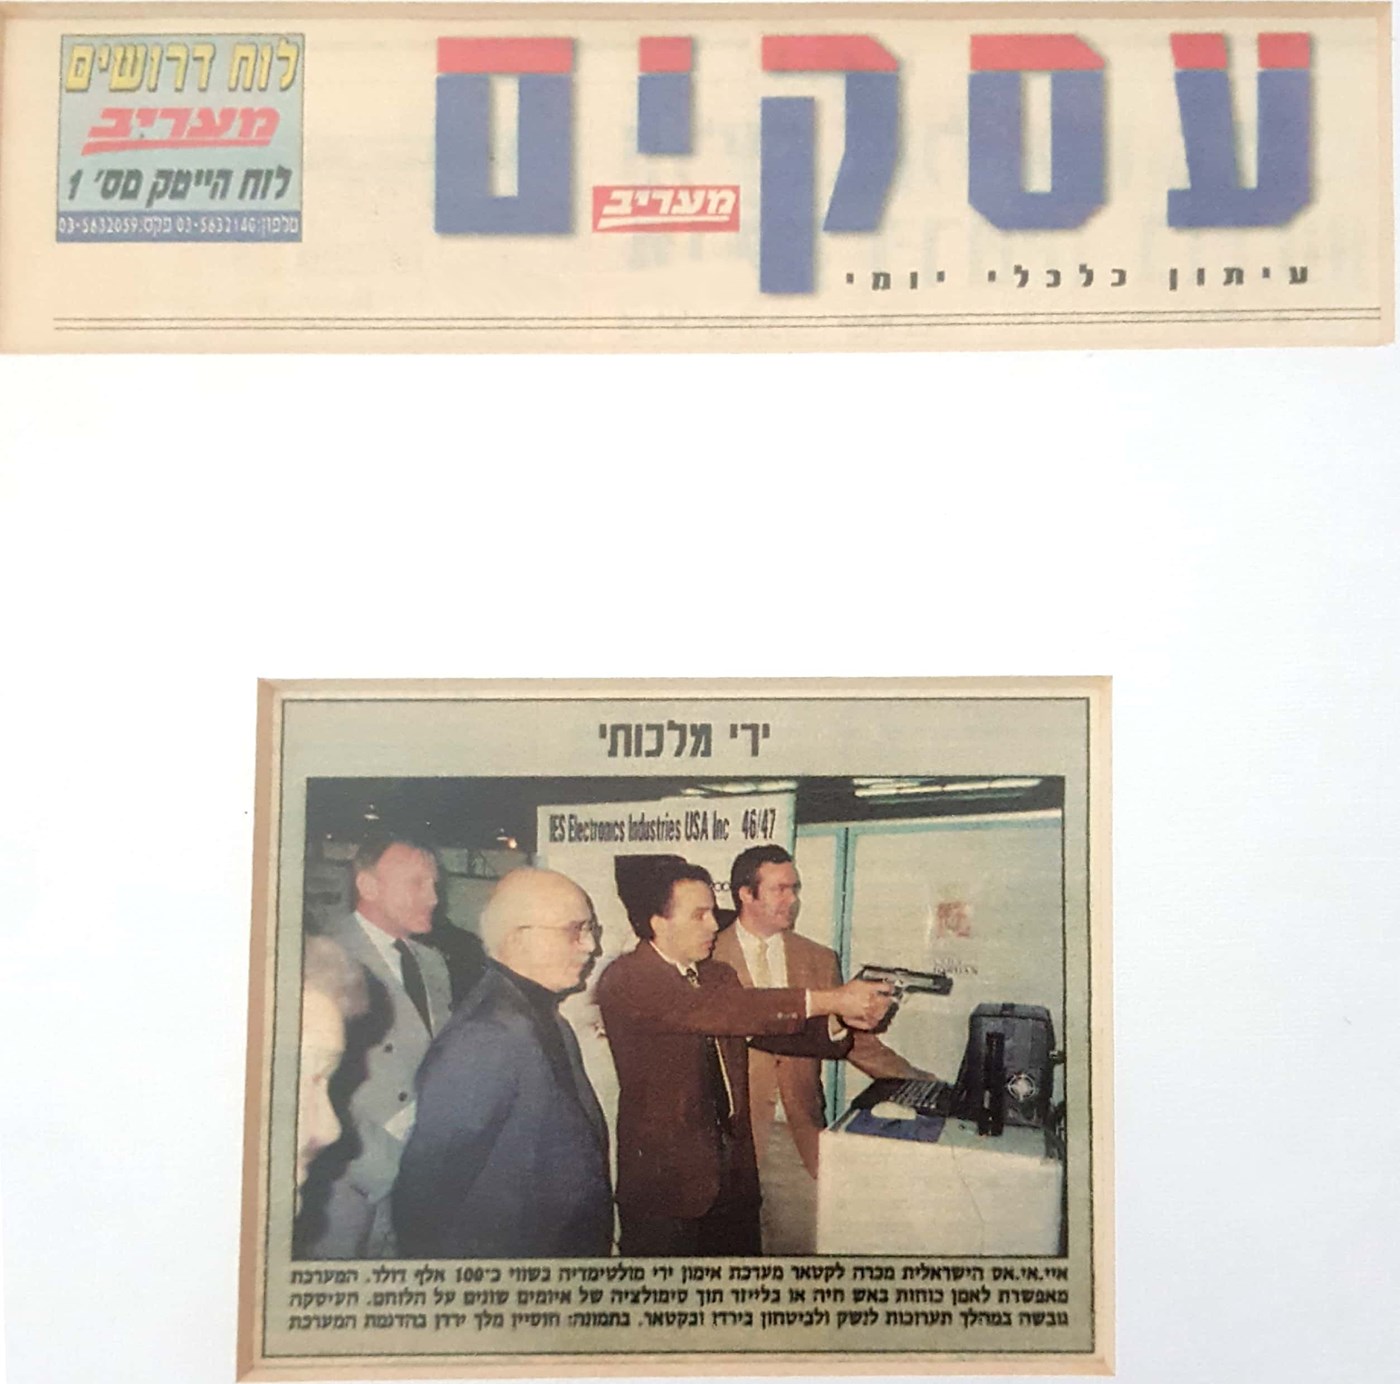 עסקים
מעריב
עיתון כלכלי יומי
לוח דרושים
מעריב
לוח הייטק מס' 1
טלפון: 03-5632140 פקס: 03-5632059
ירי מלכותי
IES Electronics Industries USA Inc 46/47
JORDAN
איי.אי.אס הישראלית מכרה לקטאר מערכת אימון ירי מולטימדיה בשווי כ־100 אלף דולר. המערכת
מאפשרת לאמן כוחות באש חיה או בלייזר תוך סימולציה של איומים שונים על הלוחם. העיסקה
גובשה במהלך תערוכות לנשק ולביטחון בירדן ובקטאר. בתמונה: חוסיין מלך ירדן בהדגמת המערכת